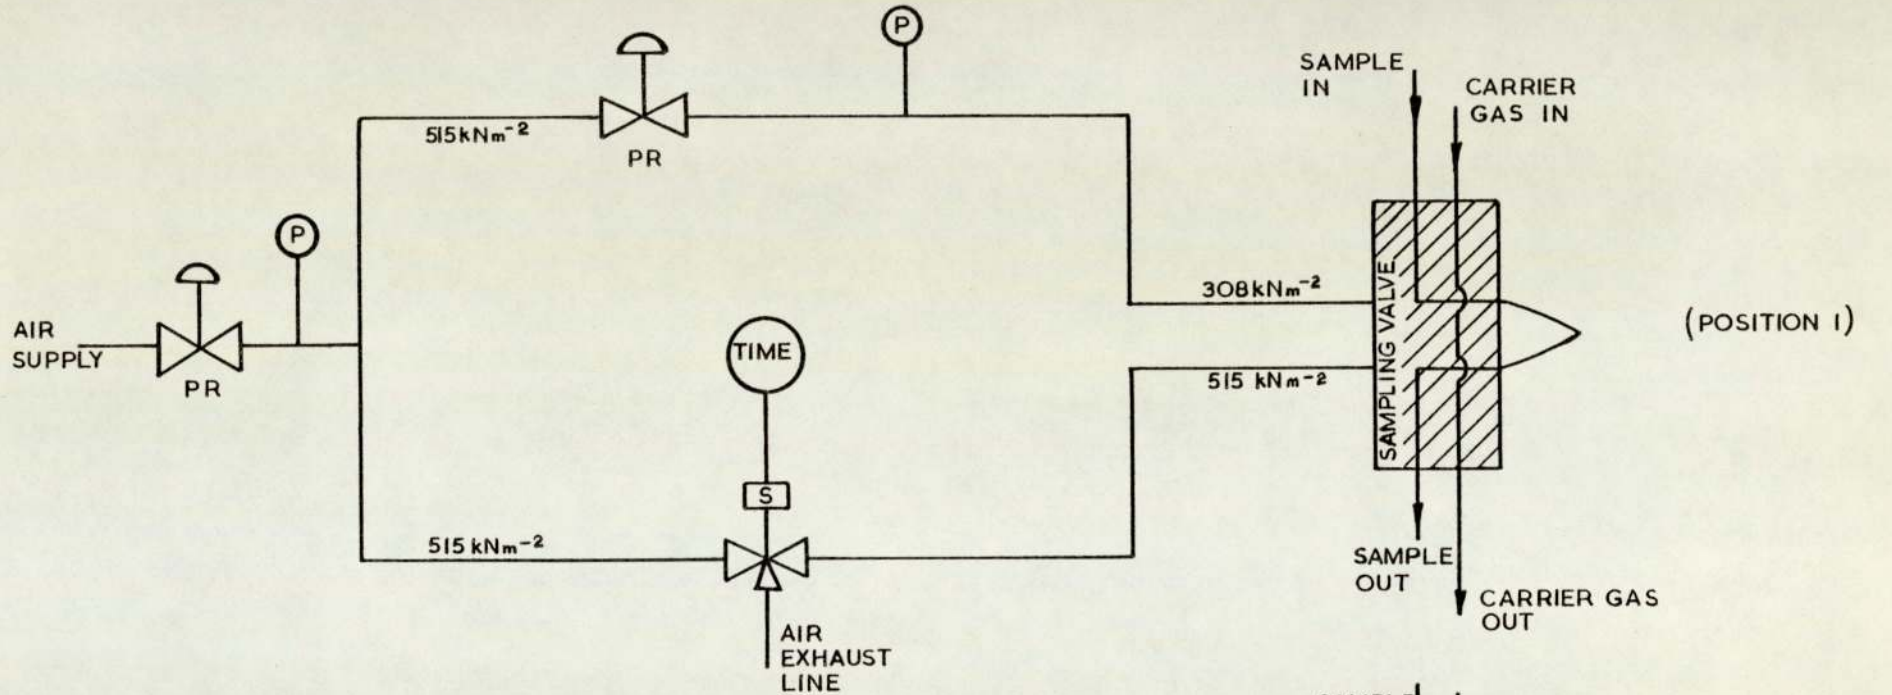 P
SAMPLE
IN
CARRIER
GAS IN
515kNm⁻²
PR
P
308kNm⁻²
AIR
SUPPLY
PR
TIME
SAMPLING VALVE
(POSITION 1)
515 kNm⁻²
S
515 kNm⁻²
SAMPLE
OUT
CARRIER GAS
OUT
AIR
EXHAUST
LINE